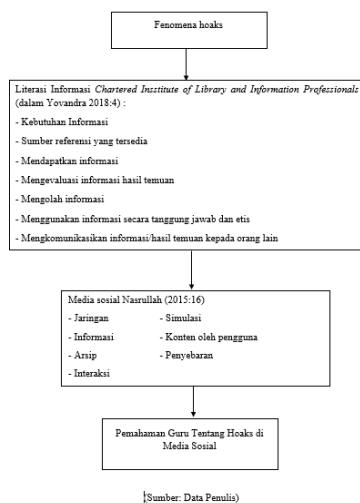 Fenomena hoaks
Literasi Informasi Chartered Insstitute of Library and Information Professionals
(dalam Yovandra 2018:4) :
- Kebutuhan Informasi
- Sumber referensi yang tersedia
- Mendapatkan informasi
- Mengevaluasi informasi hasil temuan
- Mengolah informasi
- Menggunakan informasi secara tanggung jawab dan etis
- Mengkomunikasikan informasi/hasil temuan kepada orang lain
Media sosial Nasrullah (2015:16)
- Jaringan - Simulasi
- Informasi - Konten oleh pengguna
- Arsip - Penyebaran
- Interaksi
Pemahaman Guru Tentang Hoaks di
Media Sosial
(Sumber: Data Penulis)